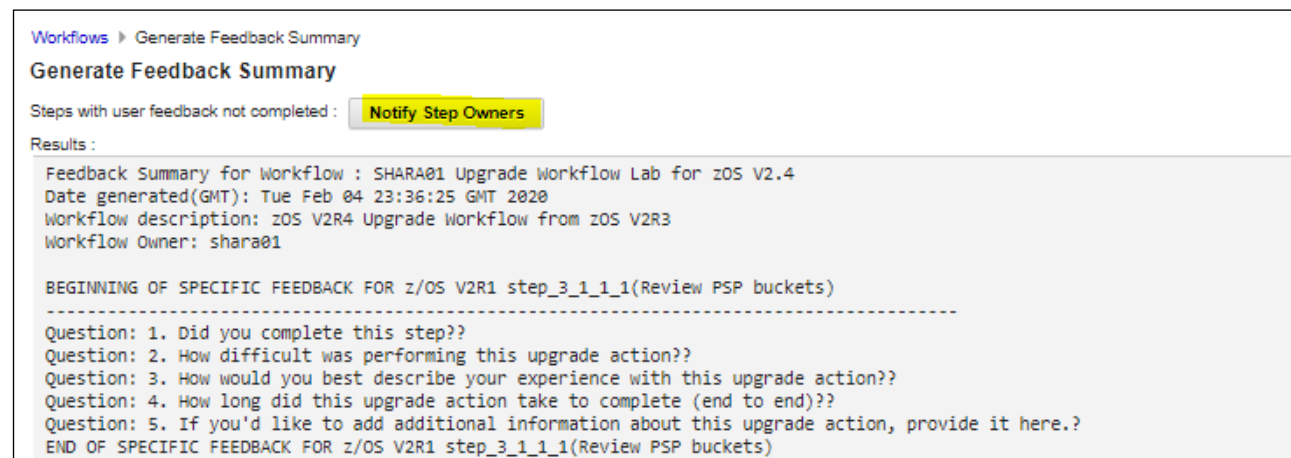 Workflows ▶ Generate Feedback Summary
Generate Feedback Summary
Steps with user feedback not completed : Notify Step Owners
Results :
Feedback Summary for Workflow : SHARA01 Upgrade Workflow Lab for zOS V2.4
Date generated(GMT): Tue Feb 04 23:36:25 GMT 2020
Workflow description: zOS V2R4 Upgrade Workflow from zOS V2R3
Workflow Owner: shara01
BEGINNING OF SPECIFIC FEEDBACK FOR z/OS V2R1 step_3_1_1_1(Review PSP buckets)
-----------------------------------------------------------------------------------------
Question: 1. Did you complete this step??
Question: 2. How difficult was performing this upgrade action??
Question: 3. How would you best describe your experience with this upgrade action??
Question: 4. How long did this upgrade action take to complete (end to end)??
Question: 5. If you'd like to add additional information about this upgrade action, provide it here.?
END OF SPECIFIC FEEDBACK FOR z/OS V2R1 step_3_1_1_1(Review PSP buckets)